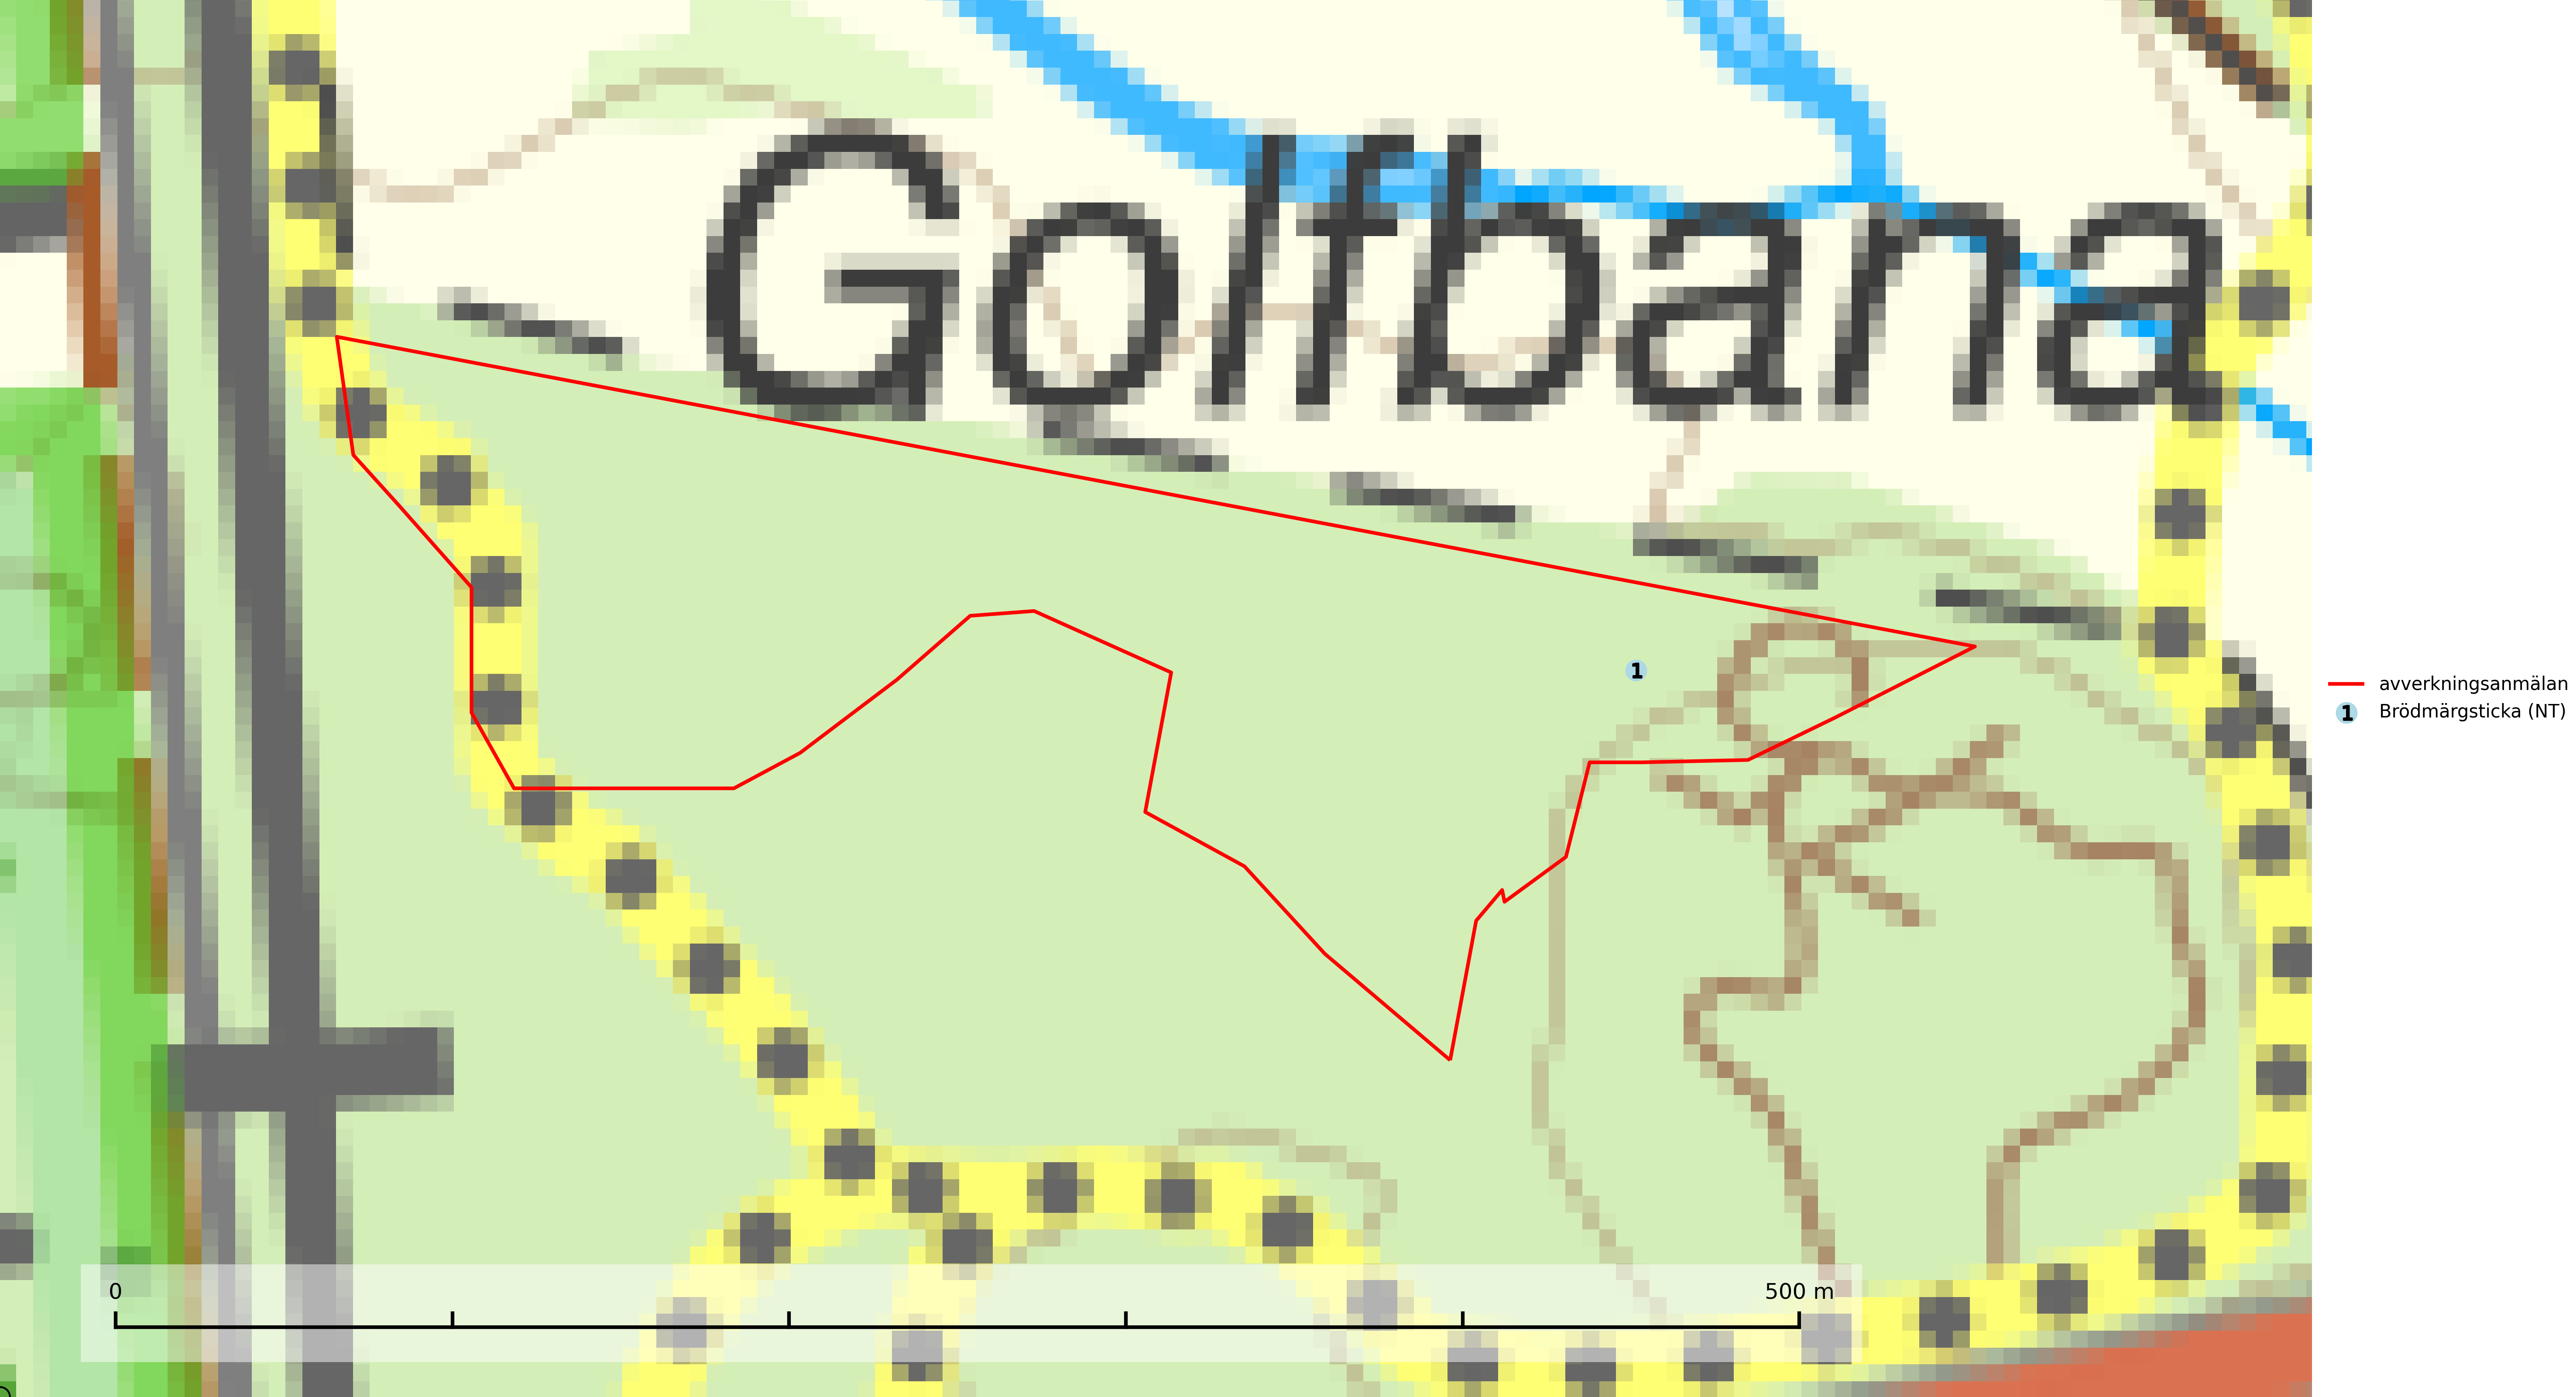 Golfbana
1
avverkningsanmälan
1 Brödmärgsticka (NT)
0 500 m